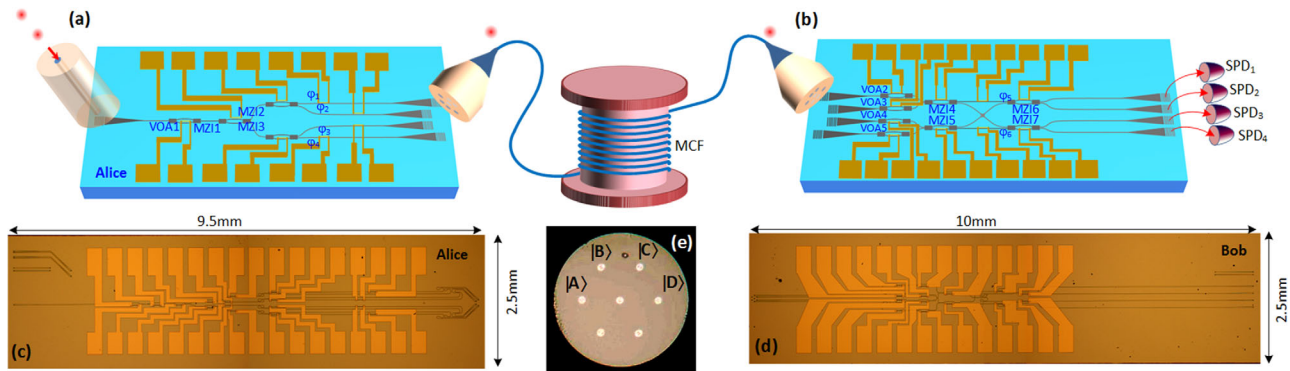 (a)
φ₁
φ₂
MZI2
MZI3
VOA1
MZI1
φ₃
φ₄
Alice
MCF
(b)
VOA2
VOA3
VOA4
VOA5
MZI4
MZI5
φ₅
MZI6
MZI7
φ₆
SPD₁
SPD₂
SPD₃
SPD₄
9.5mm
Alice
2.5mm
(c)
(e)
|B⟩
|C⟩
|A⟩
|D⟩
10mm
Bob
2.5mm
(d)